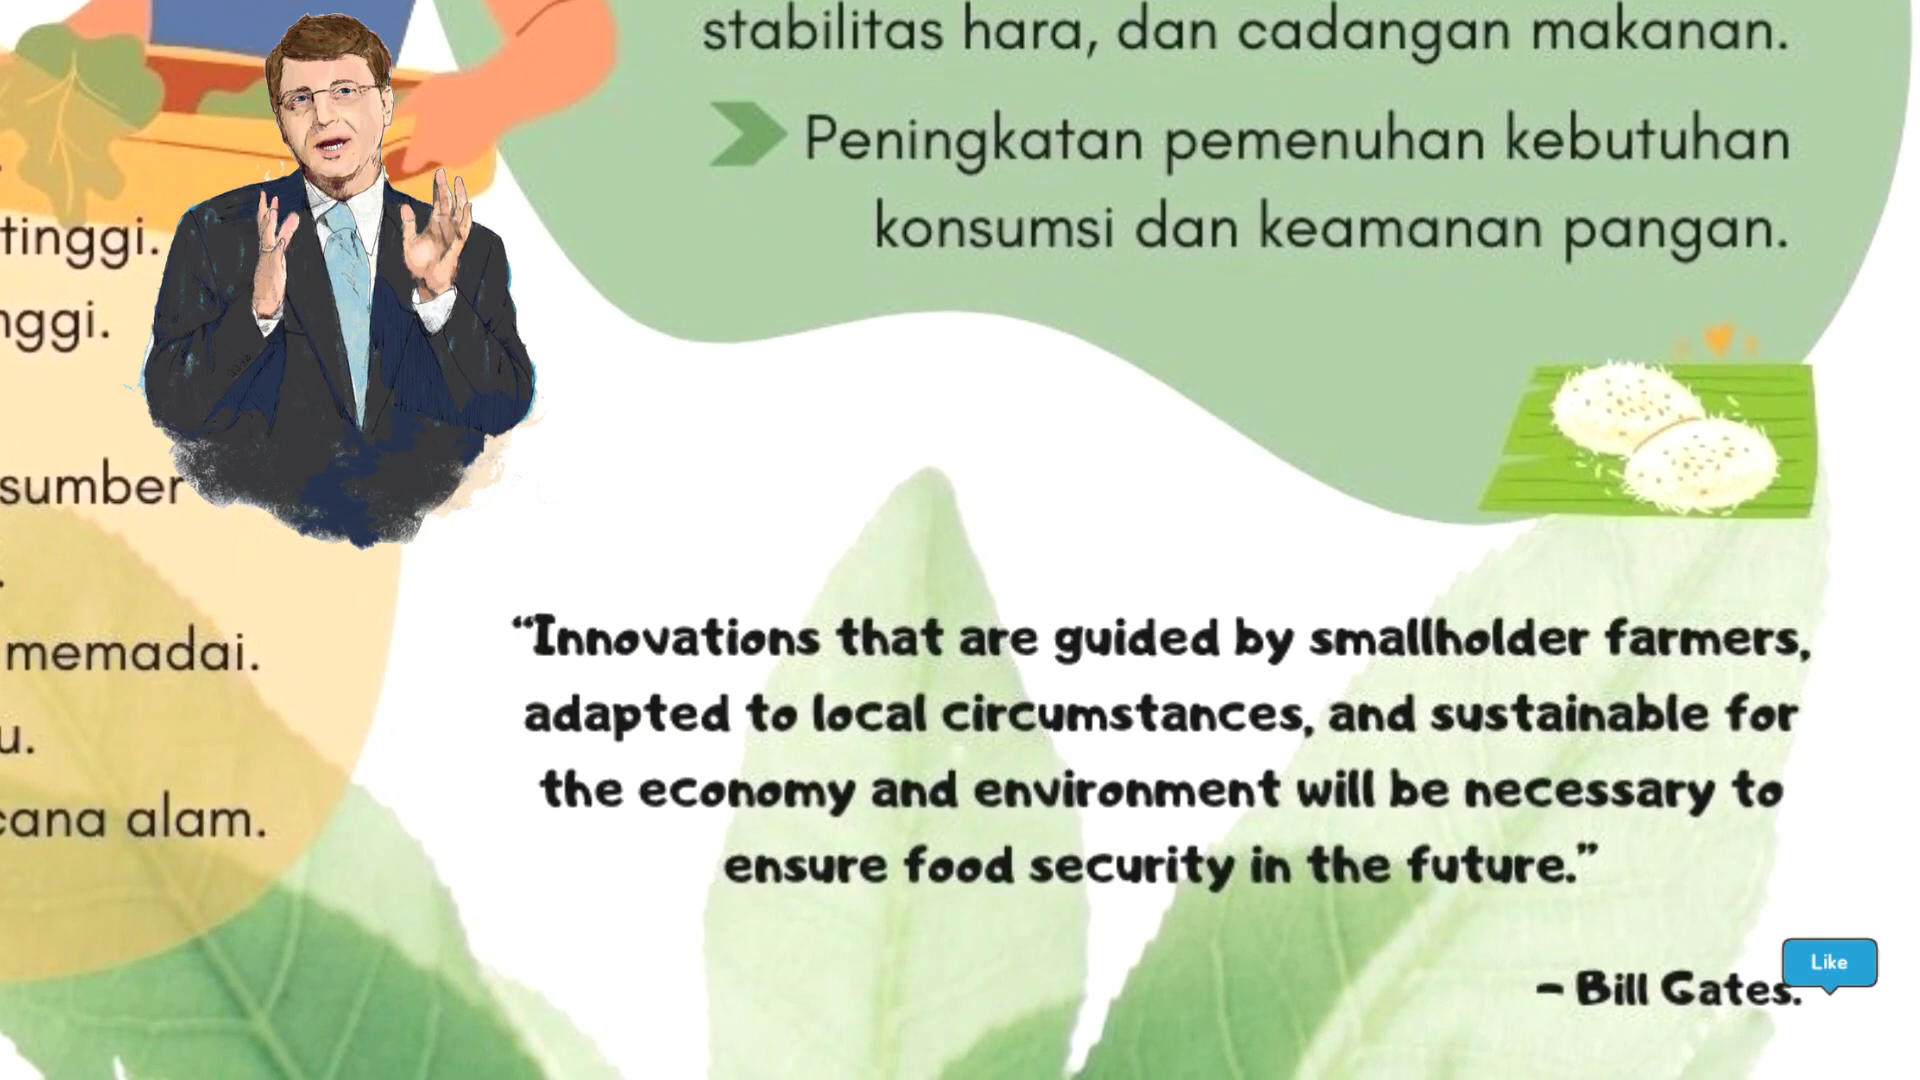 stabilitas hara, dan cadangan makanan.
Peningkatan pemenuhan kebutuhan
konsumsi dan keamanan pangan.
tinggi.
nggi.
sumber
memadai.
u.
cana alam.
“Innovations that are guided by smallholder farmers,
adapted to local circumstances, and sustainable for
the economy and environment will be necessary to
ensure food security in the future.”
– Bill Gates.
Like